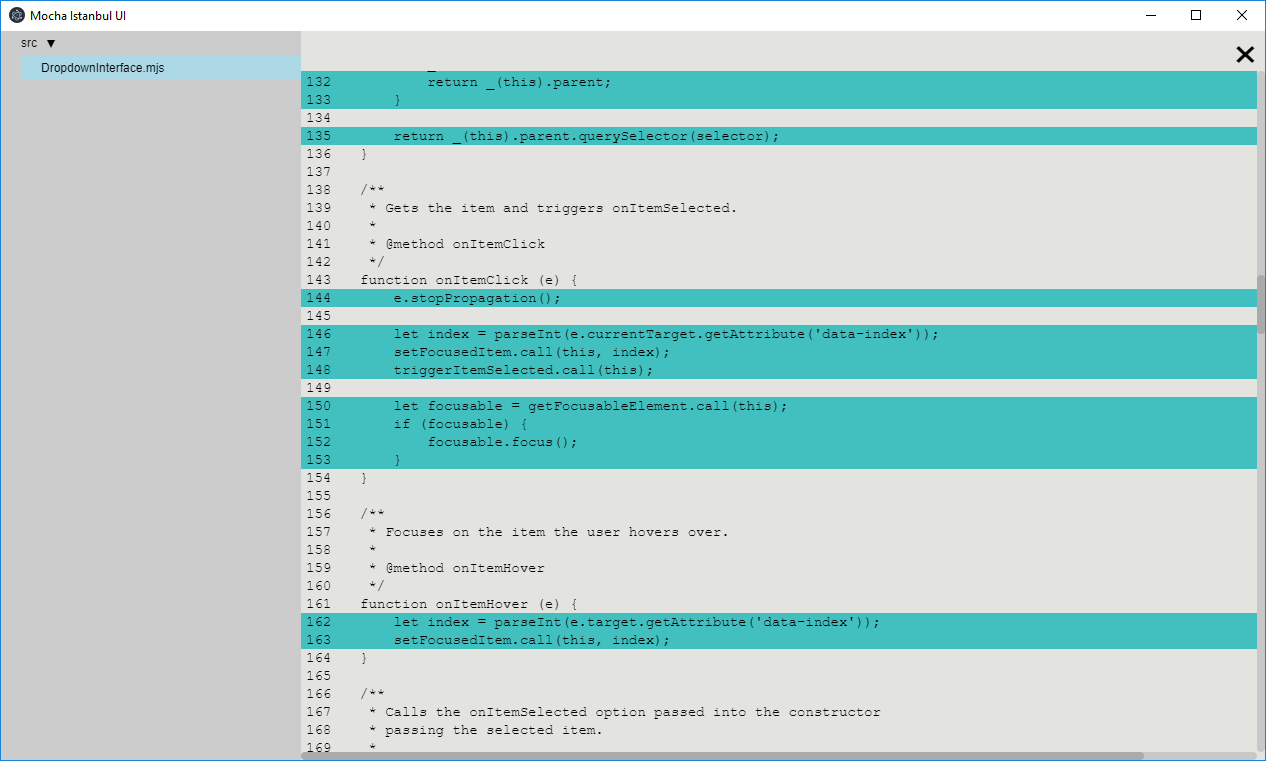 Mocha Istanbul UI
src ▼
DropdownInterface.mjs
132 return _(this).parent;
133 }
134
135 return _(this).parent.querySelector(selector);
136 }
137
138 /**
139 * Gets the item and triggers onItemSelected.
140 *
141 * @method onItemClick
142 */
143 function onItemClick (e) {
144 e.stopPropagation();
145
146 let index = parseInt(e.currentTarget.getAttribute('data-index'));
147 setFocusedItem.call(this, index);
148 triggerItemSelected.call(this);
149
150 let focusable = getFocusableElement.call(this);
151 if (focusable) {
152 focusable.focus();
153 }
154 }
155
156 /**
157 * Focuses on the item the user hovers over.
158 *
159 * @method onItemHover
160 */
161 function onItemHover (e) {
162 let index = parseInt(e.target.getAttribute('data-index'));
163 setFocusedItem.call(this, index);
164 }
165
166 /**
167 * Calls the onItemSelected option passed into the constructor
168 * passing the selected item.
169 *